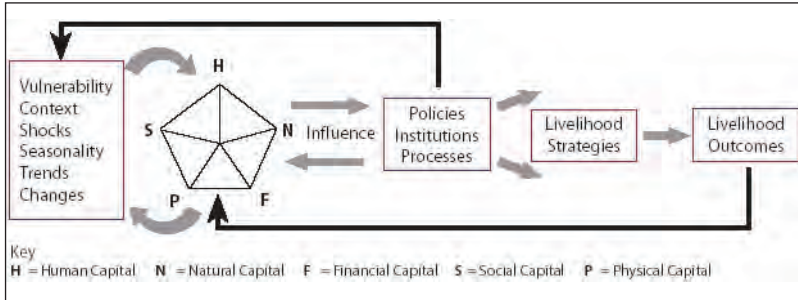 Vulnerability
Context
Shocks
Seasonality
Trends
Changes
H
S
N
P
F
Influence
Policies
Institutions
Processes
Livelihood
Strategies
Livelihood
Outcomes
Key
H = Human Capital N = Natural Capital F = Financial Capital S = Social Capital P = Physical Capital